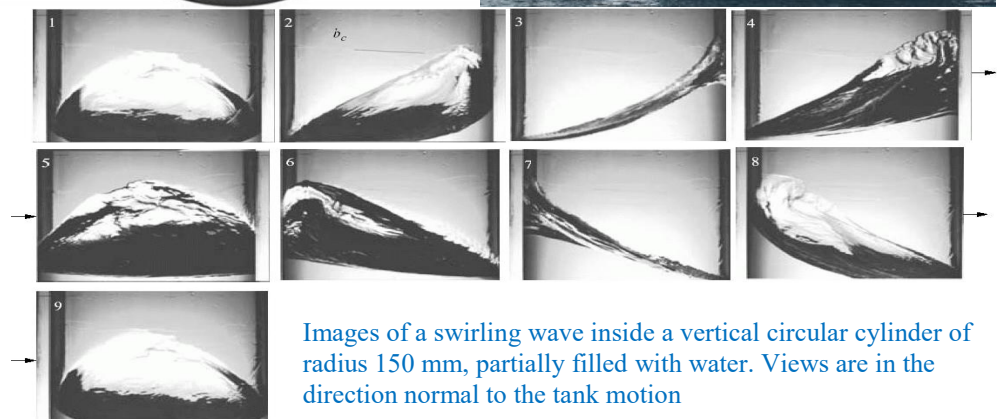 1
2
b_c
3
4
5
6
7
8
9
Images of a swirling wave inside a vertical circular cylinder of
radius 150 mm, partially filled with water. Views are in the
direction normal to the tank motion